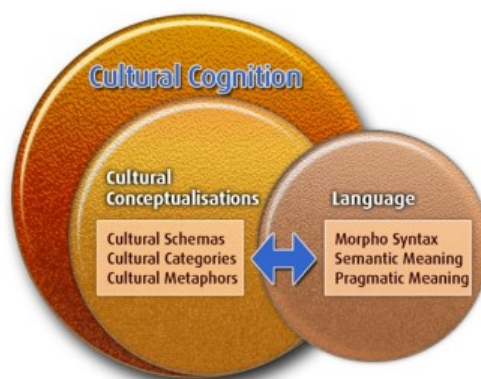 Cultural Cognition
Cultural
Conceptualisations
Cultural Schemas
Cultural Categories
Cultural Metaphors
Language
Morpho Syntax
Semantic Meaning
Pragmatic Meaning